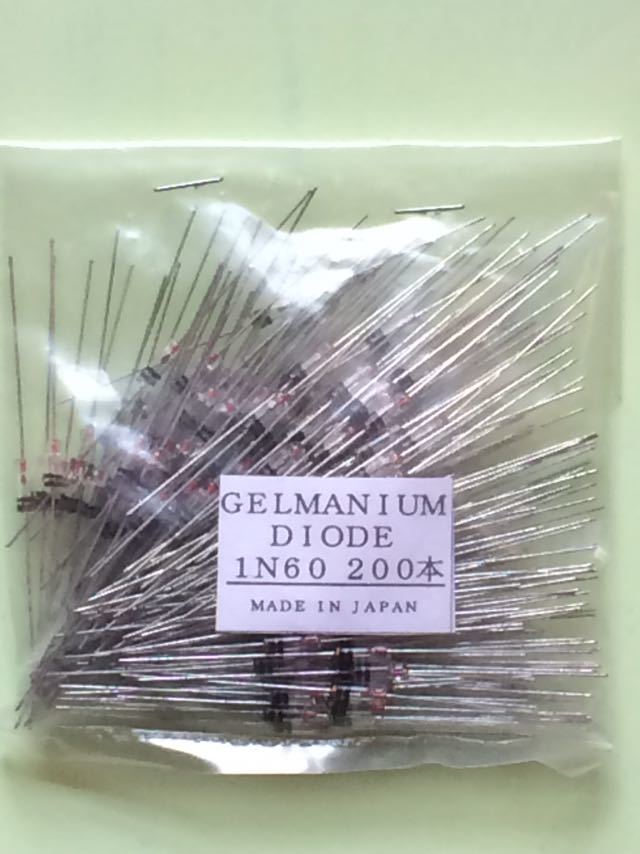 GELMANIUM
DIODE
1N60 200本
MADE IN JAPAN